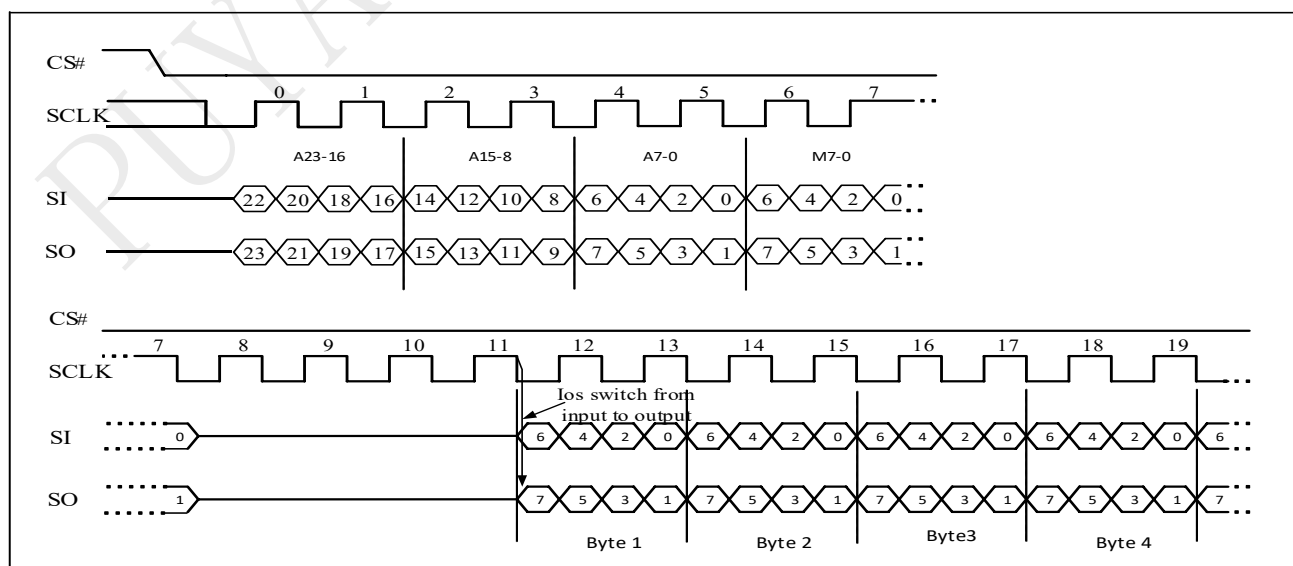 PUYA
CS#
SCLK
0 1 2 3 4 5 6 7
A23-16 A15-8 A7-0 M7-0
SI
22 20 18 16 14 12 10 8 6 4 2 0 6 4 2 0
SO
23 21 19 17 15 13 11 9 7 5 3 1 7 5 3 1
CS#
7 8 9 10 11 12 13 14 15 16 17 18 19
SCLK
Ios switch from
input to output
SI
0 6 4 2 0 6 4 2 0 6 4 2 0 6 4 2 0 6
SO
1 7 5 3 1 7 5 3 1 7 5 3 1 7 5 3 1 7
Byte 1 Byte 2 Byte3 Byte 4